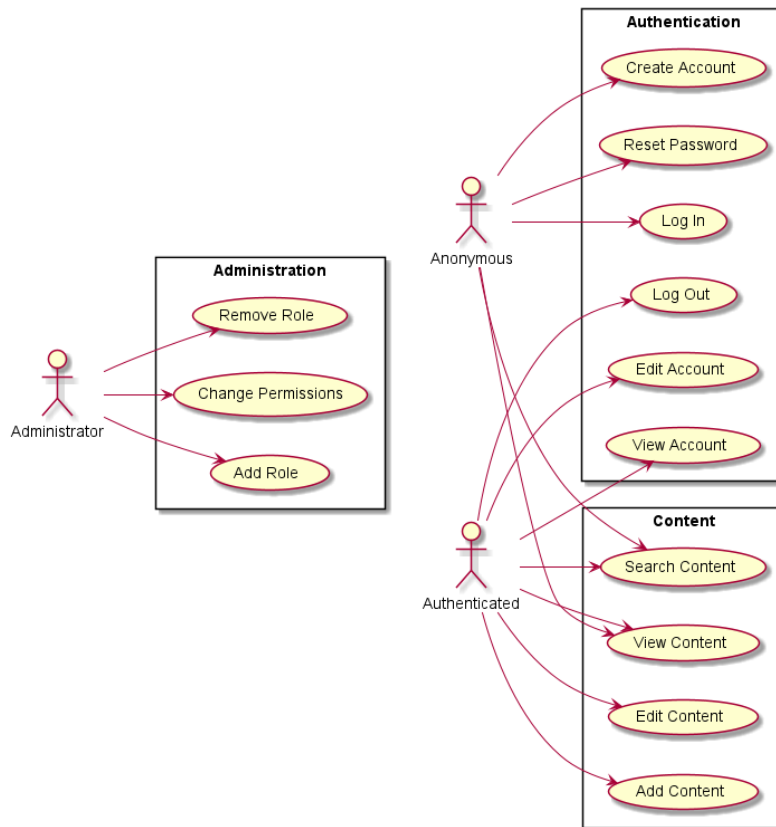 Authentication
Create Account
Reset Password
Log In
Anonymous
Log Out
Edit Account
View Account
Administration
Remove Role
Change Permissions
Add Role
Administrator
Content
Search Content
Authenticated
View Content
Edit Content
Add Content